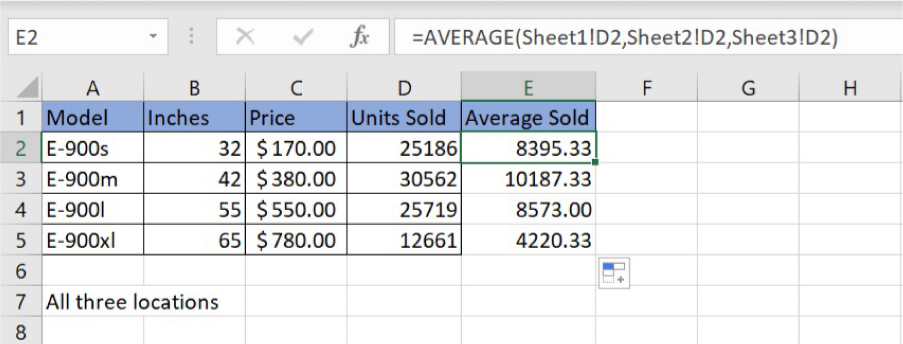 E2 fx =AVERAGE(Sheet1!D2,Sheet2!D2,Sheet3!D2)
A B C D E F G H
1 Model Inches Price Units Sold Average Sold
2 E-900s 32 $170.00 25186 8395.33
3 E-900m 42 $380.00 30562 10187.33
4 E-900l 55 $550.00 25719 8573.00
5 E-900xl 65 $780.00 12661 4220.33
6
7 All three locations
8